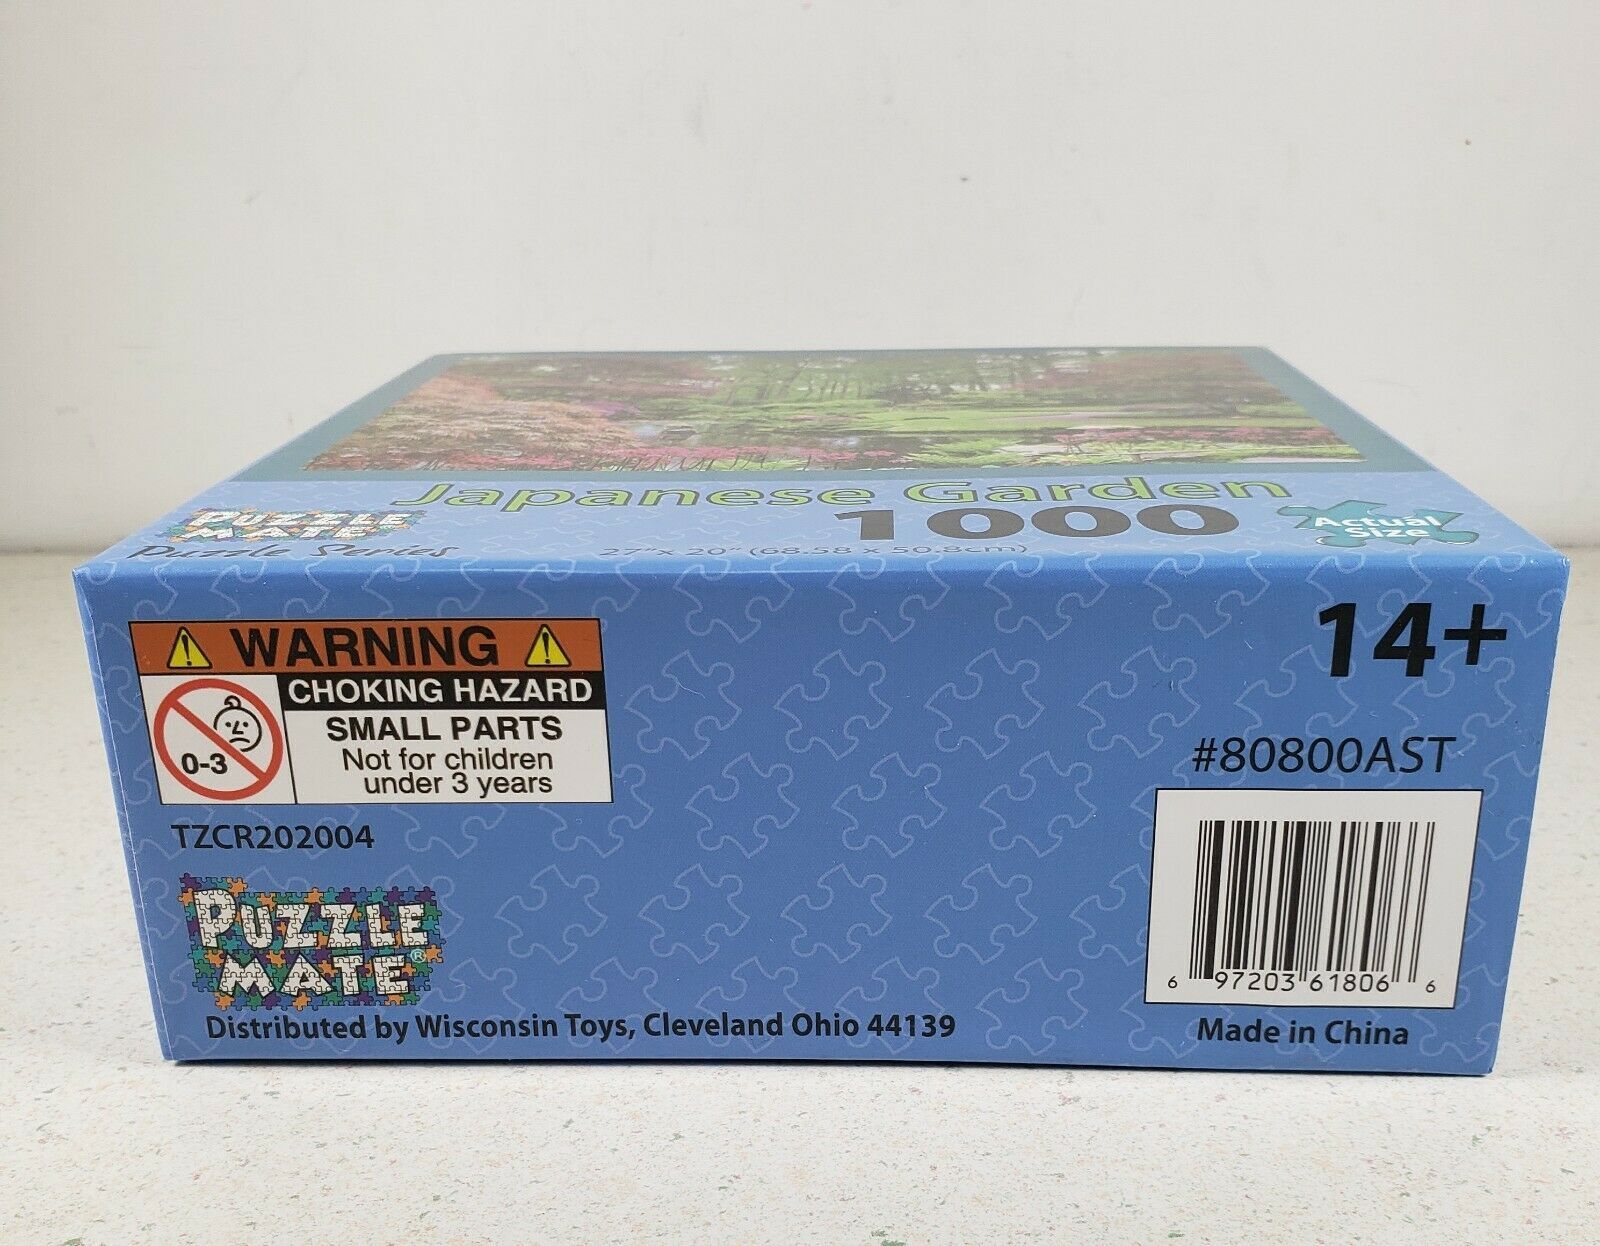 Japanese Garden
PUZZLE
MATE
Puzzle Series
1000
27"x 20" (68.58 x 50.8cm)
Actual
Size
WARNING
CHOKING HAZARD
0-3
SMALL PARTS
Not for children
under 3 years
TZCR202004
PUZZLE
MATE®
Distributed by Wisconsin Toys, Cleveland Ohio 44139
14+
#80800AST
6 97203 61806 6
Made in China